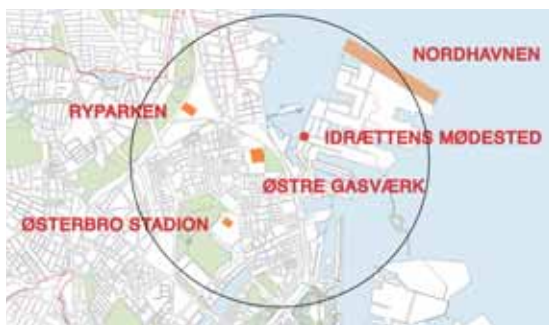 NORDHAVNEN
RYPARKEN
IDRÆTTENS MØDESTED
ØSTRE GASVÆRK
ØSTERBRO STADION